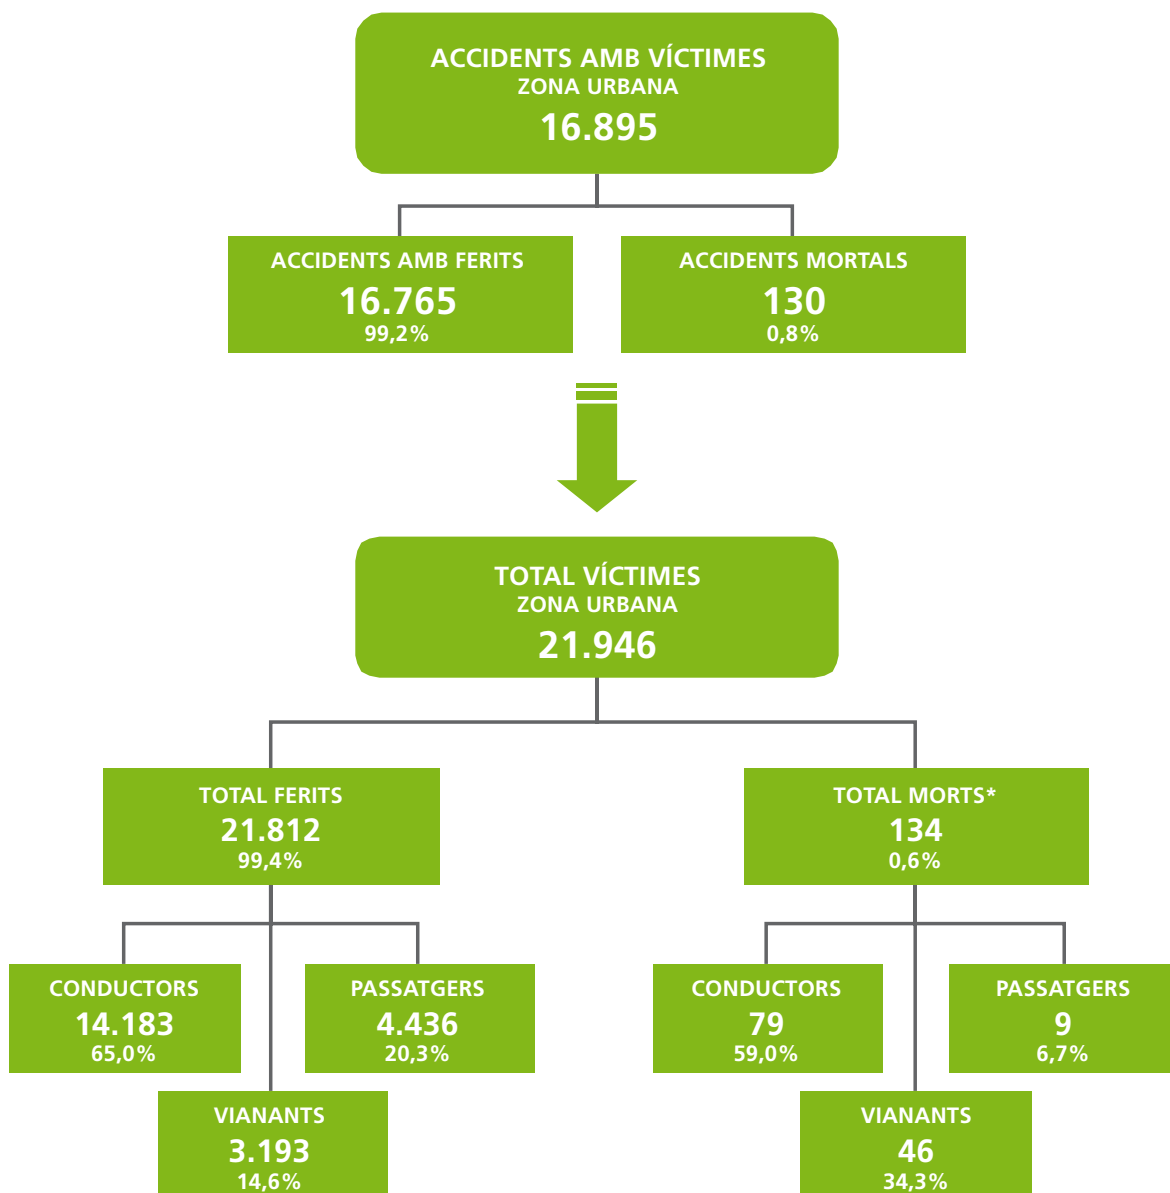 ACCIDENTS AMB VÍCTIMES
ZONA URBANA
16.895
ACCIDENTS AMB FERITS
16.765
99,2%
ACCIDENTS MORTALS
130
0,8%
TOTAL VÍCTIMES
ZONA URBANA
21.946
TOTAL FERITS
21.812
99,4%
TOTAL MORTS*
134
0,6%
CONDUCTORS
14.183
65,0%
PASSATGERS
4.436
20,3%
VIANANTS
3.193
14,6%
CONDUCTORS
79
59,0%
PASSATGERS
9
6,7%
VIANANTS
46
34,3%